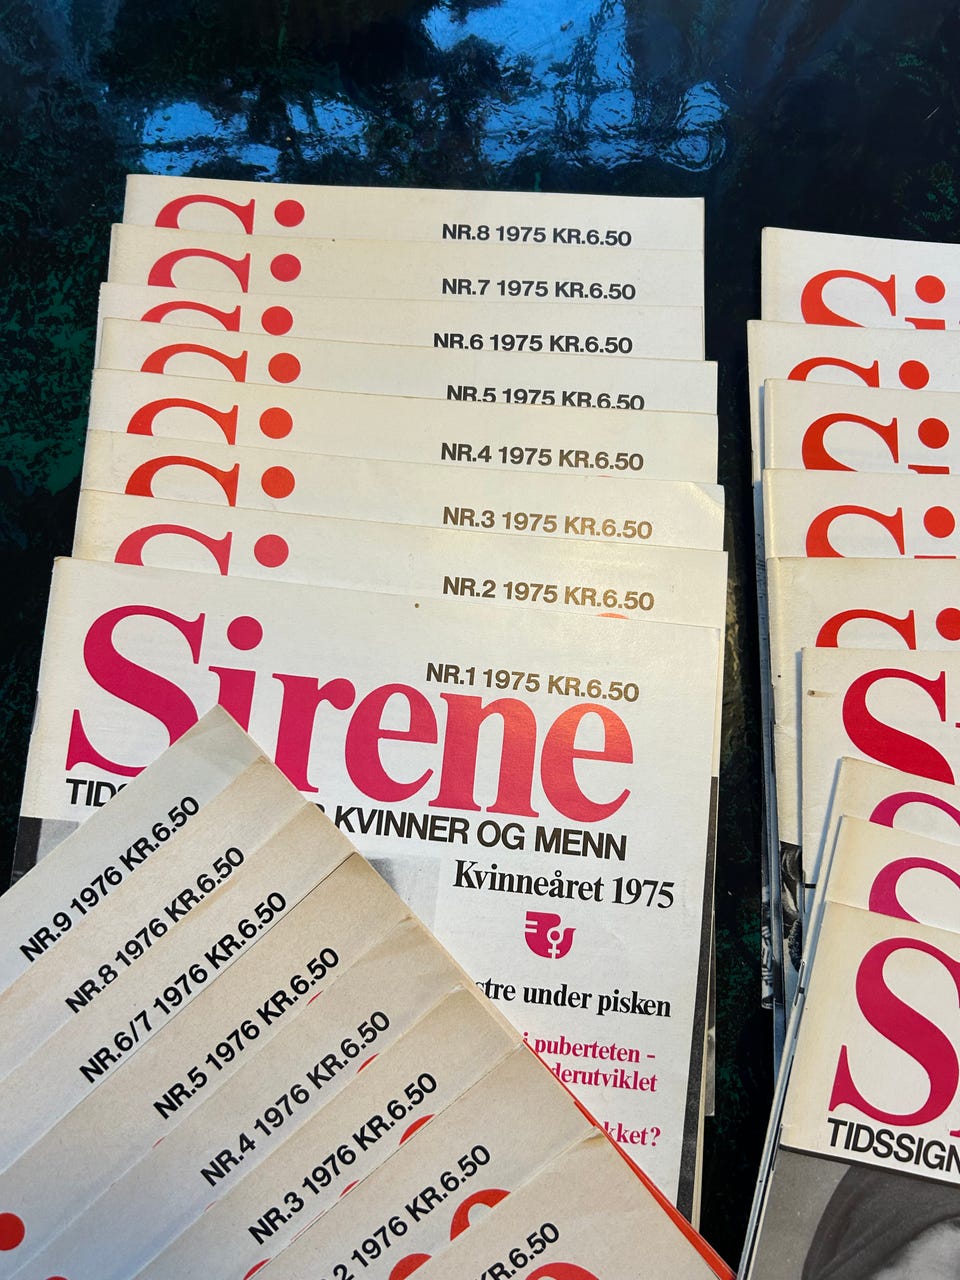 NR.8 1975 KR.6.50
NR.7 1975 KR.6.50
NR.6 1975 KR.6.50
NR.5 1975 KR.6.50
NR.4 1975 KR.6.50
NR.3 1975 KR.6.50
NR.2 1975 KR.6.50
NR.1 1975 KR.6.50
Sirene
KVINNER OG MENN
Kvinneåret 1975
under pisken
i puberteten -
NR.9 1976 KR.6.50
NR.8 1976 KR.6.50
NR.6/7 1976 KR.6.50
NR.5 1976 KR.6.50
NR.4 1976 KR.6.50
NR.3 1976 KR.6.50
2 1976 KR.6.50
KR.6.50